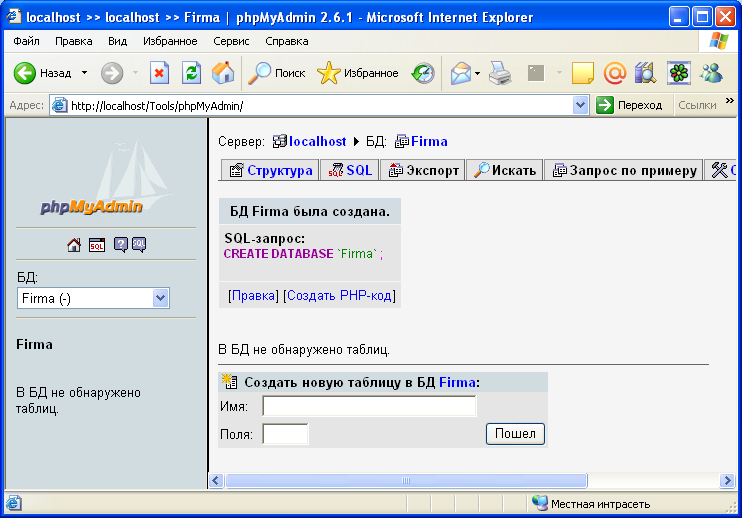 localhost >> localhost >> Firma | phpMyAdmin 2.6.1 - Microsoft Internet Explorer
Файл Правка Вид Избранное Сервис Справка
Назад Поиск Избранное
Адрес: http://localhost/Tools/phpMyAdmin/ Переход Ссылки »
phpMyAdmin
SQL ? SQL
БД:
Firma (-)
Firma
В БД не обнаружено
таблиц.
Сервер: localhost БД: Firma
Структура SQL Экспорт Искать Запрос по примеру
БД Firma была создана.
SQL-запрос:
CREATE DATABASE `Firma` ;
[Правка] [Создать PHP-код]
В БД не обнаружено таблиц.
Создать новую таблицу в БД Firma:
Имя:
Поля: Пошел
Местная интрасеть